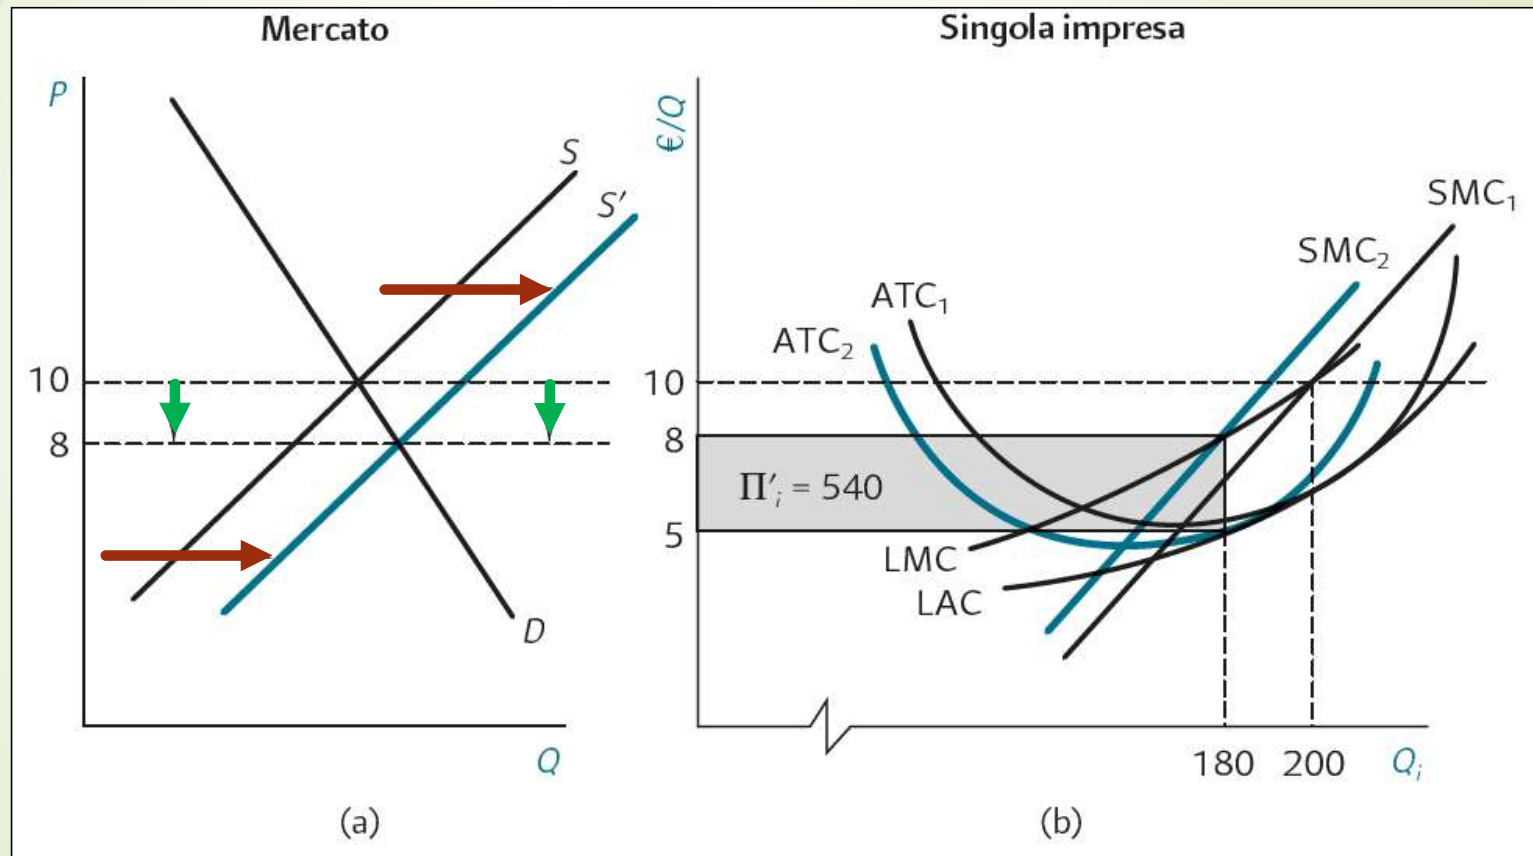 Mercato
P
S
S′
10
8
D
Q
(a)
Singola impresa
€/Q
SMC1
SMC2
ATC1
ATC2
10
8
Π′i = 540
5
LMC
LAC
180 200 Qi
(b)